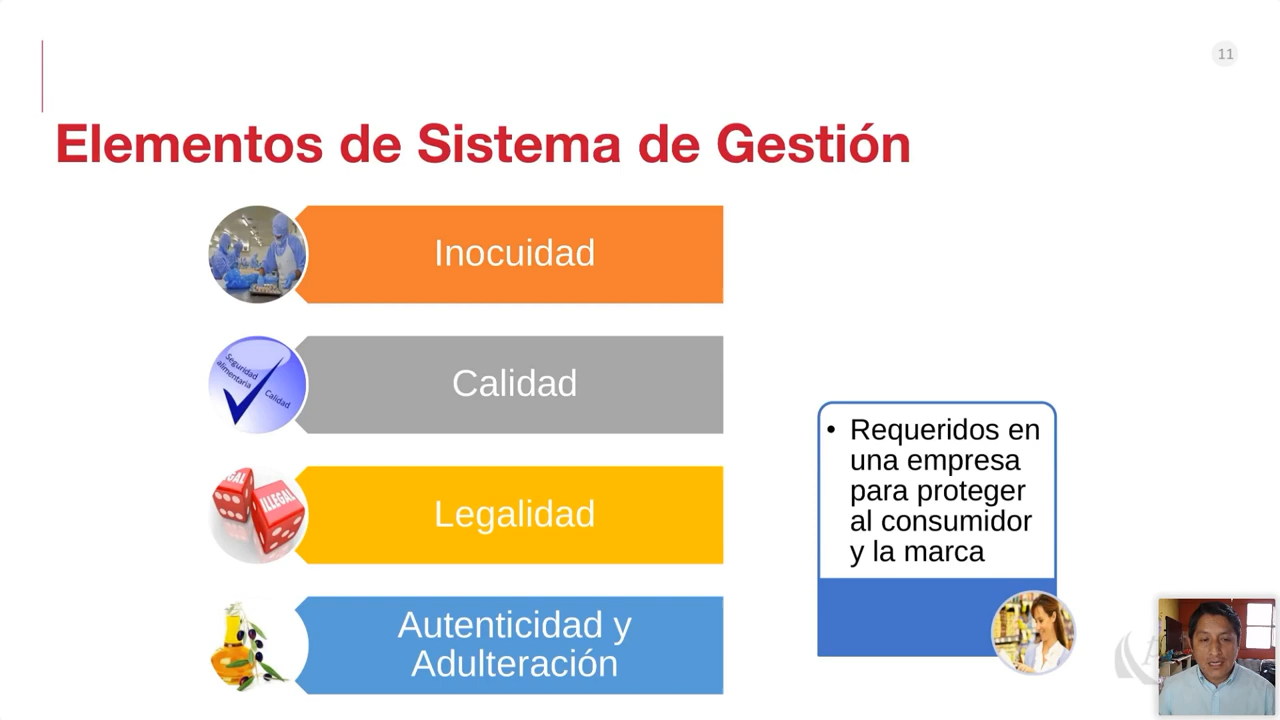 11
Elementos de Sistema de Gestión
Inocuidad
Seguridad
alimentaria
Calidad
Calidad
ILLEGAL
Legalidad
Autenticidad y
Adulteración
• Requeridos en
una empresa
para proteger
al consumidor
y la marca